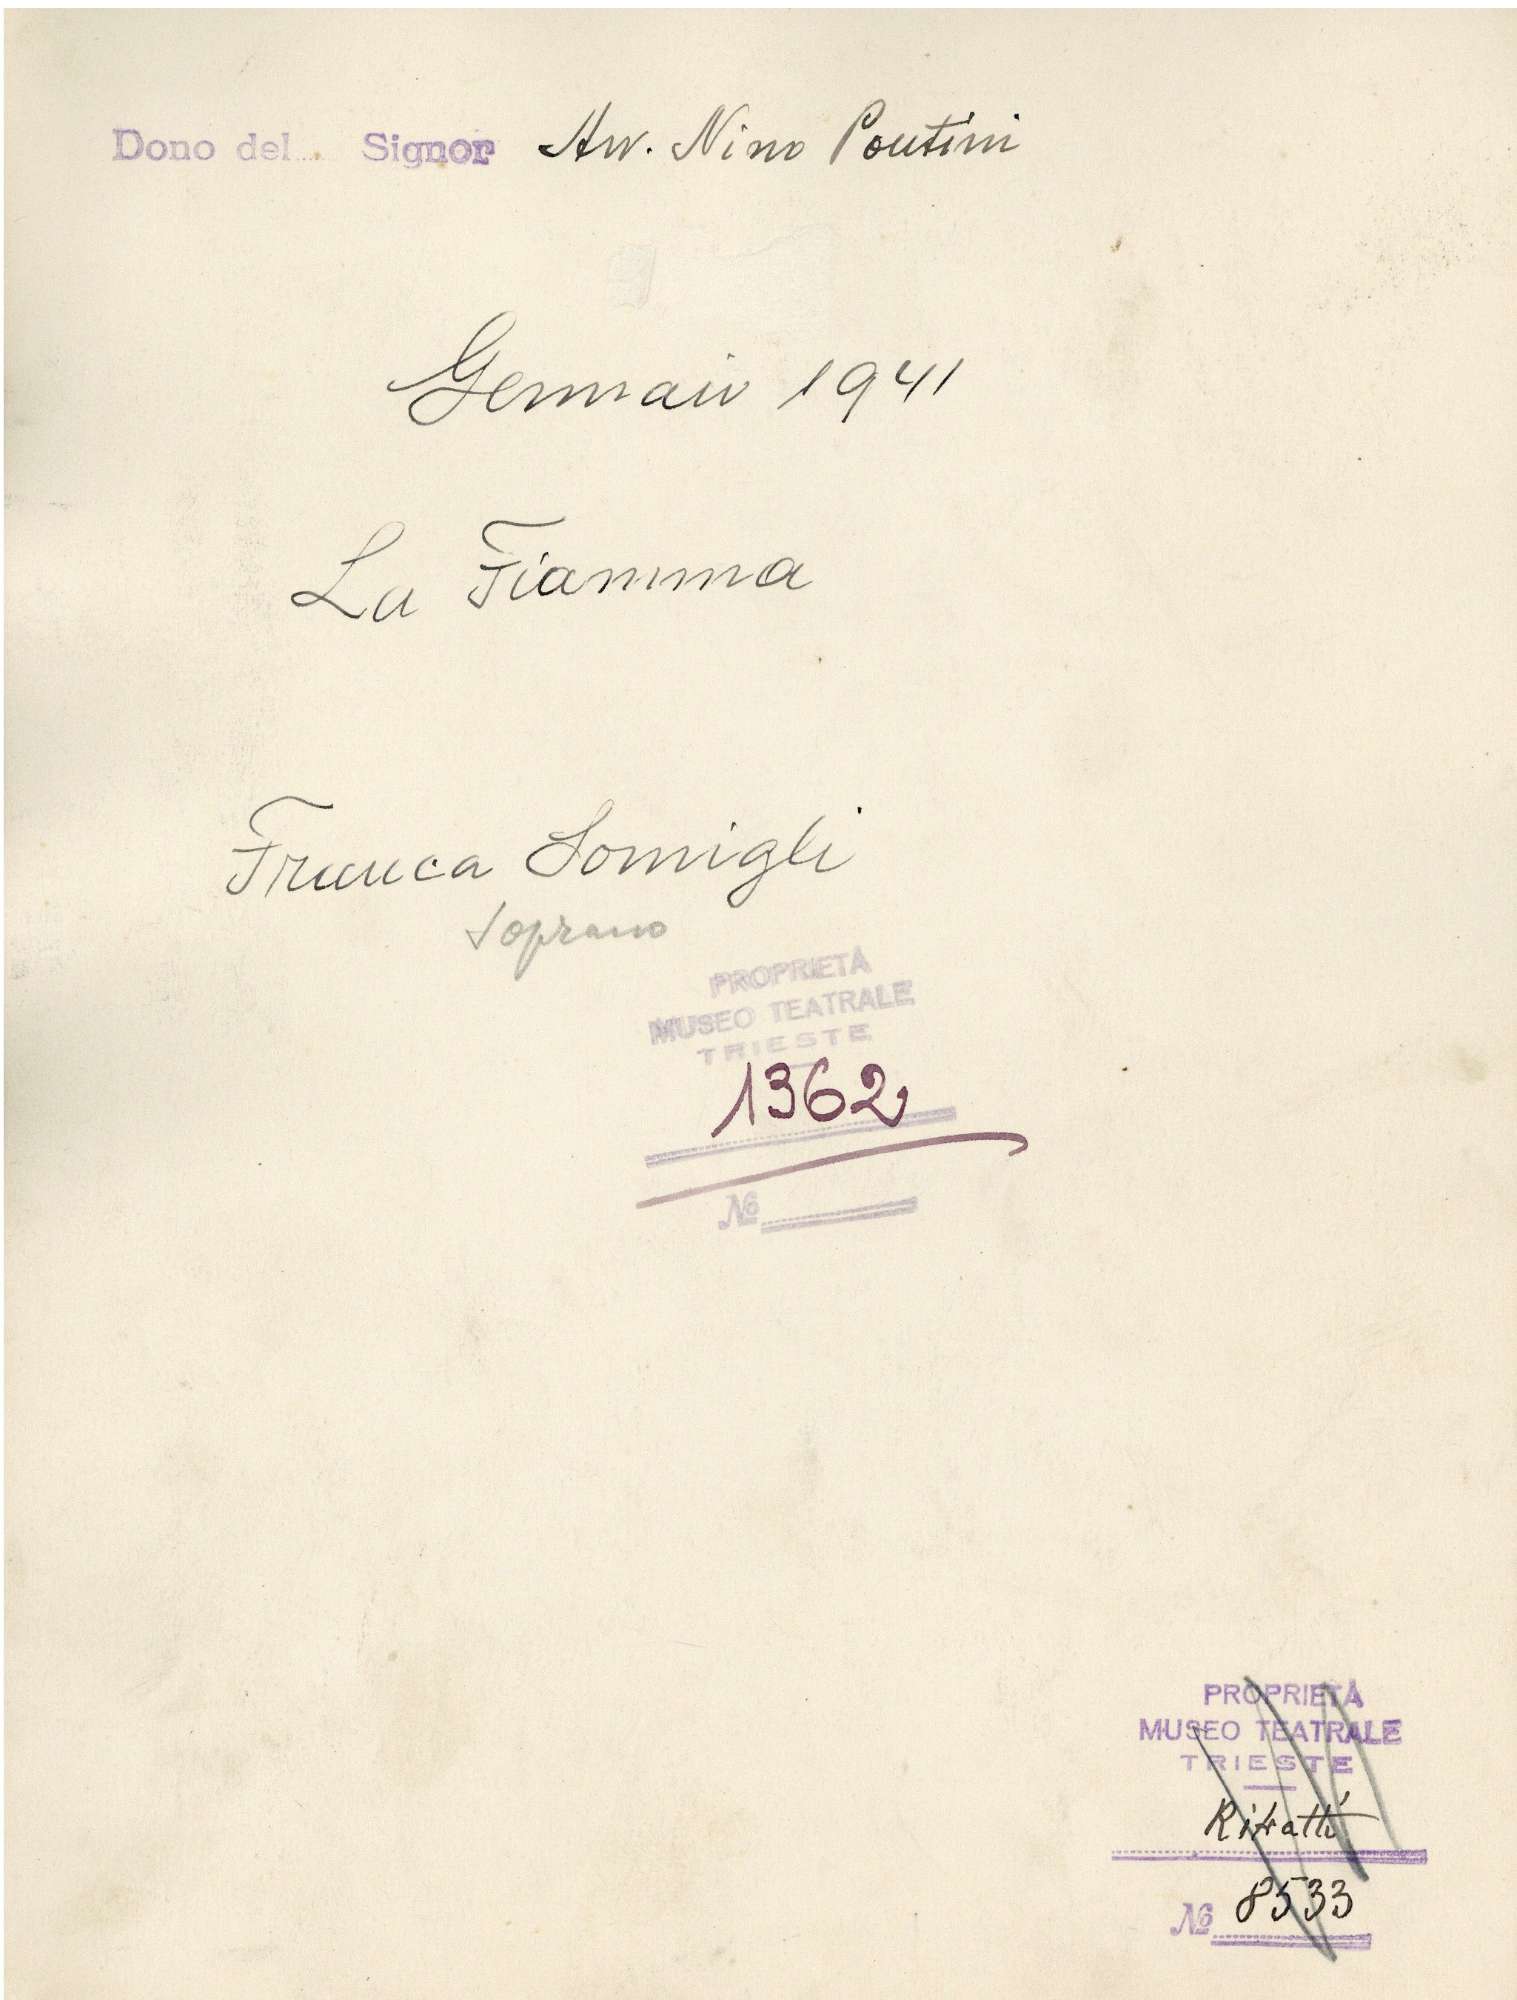 Dono del Signor Avv. Nino Pontini
Gennaio 1941
La Fiamma
Franca Somigli
soprano
PROPRIETÀ
MUSEO TEATRALE
TRIESTE
1362
№
PROPRIETÀ
MUSEO TEATRALE
TRIESTE
Ritratti
№ 8533